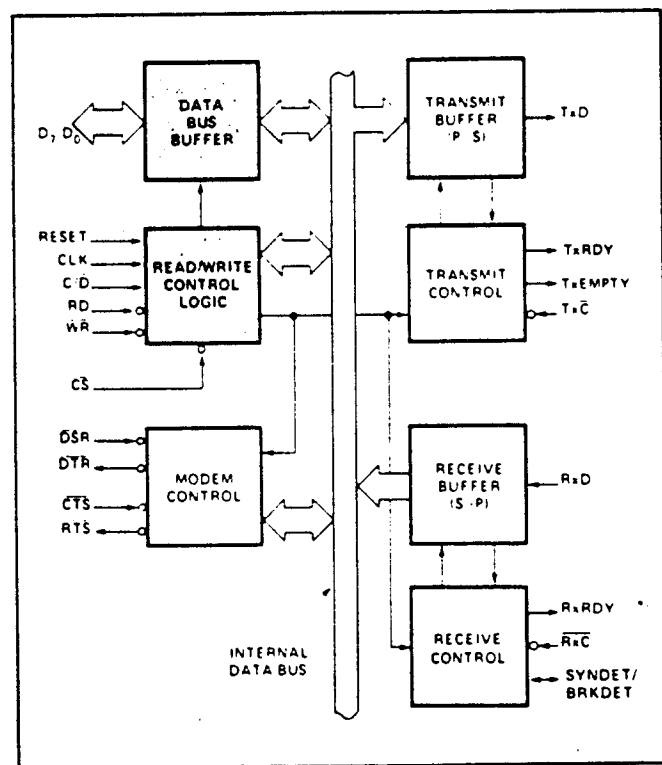 DATA
BUS
BUFFER
D7 D0
TRANSMIT
BUFFER
(P S)
TxD
RESET
CLK
C D
RD
WR
CS
READ/WRITE
CONTROL
LOGIC
TRANSMIT
CONTROL
TxRDY
TxEMPTY
TxC
DSR
DTR
CTS
RTS
MODEM
CONTROL
RECEIVE
BUFFER
(S-P)
RxD
INTERNAL
DATA BUS
RECEIVE
CONTROL
RxRDY
RxC
SYNDET/
BRKDET